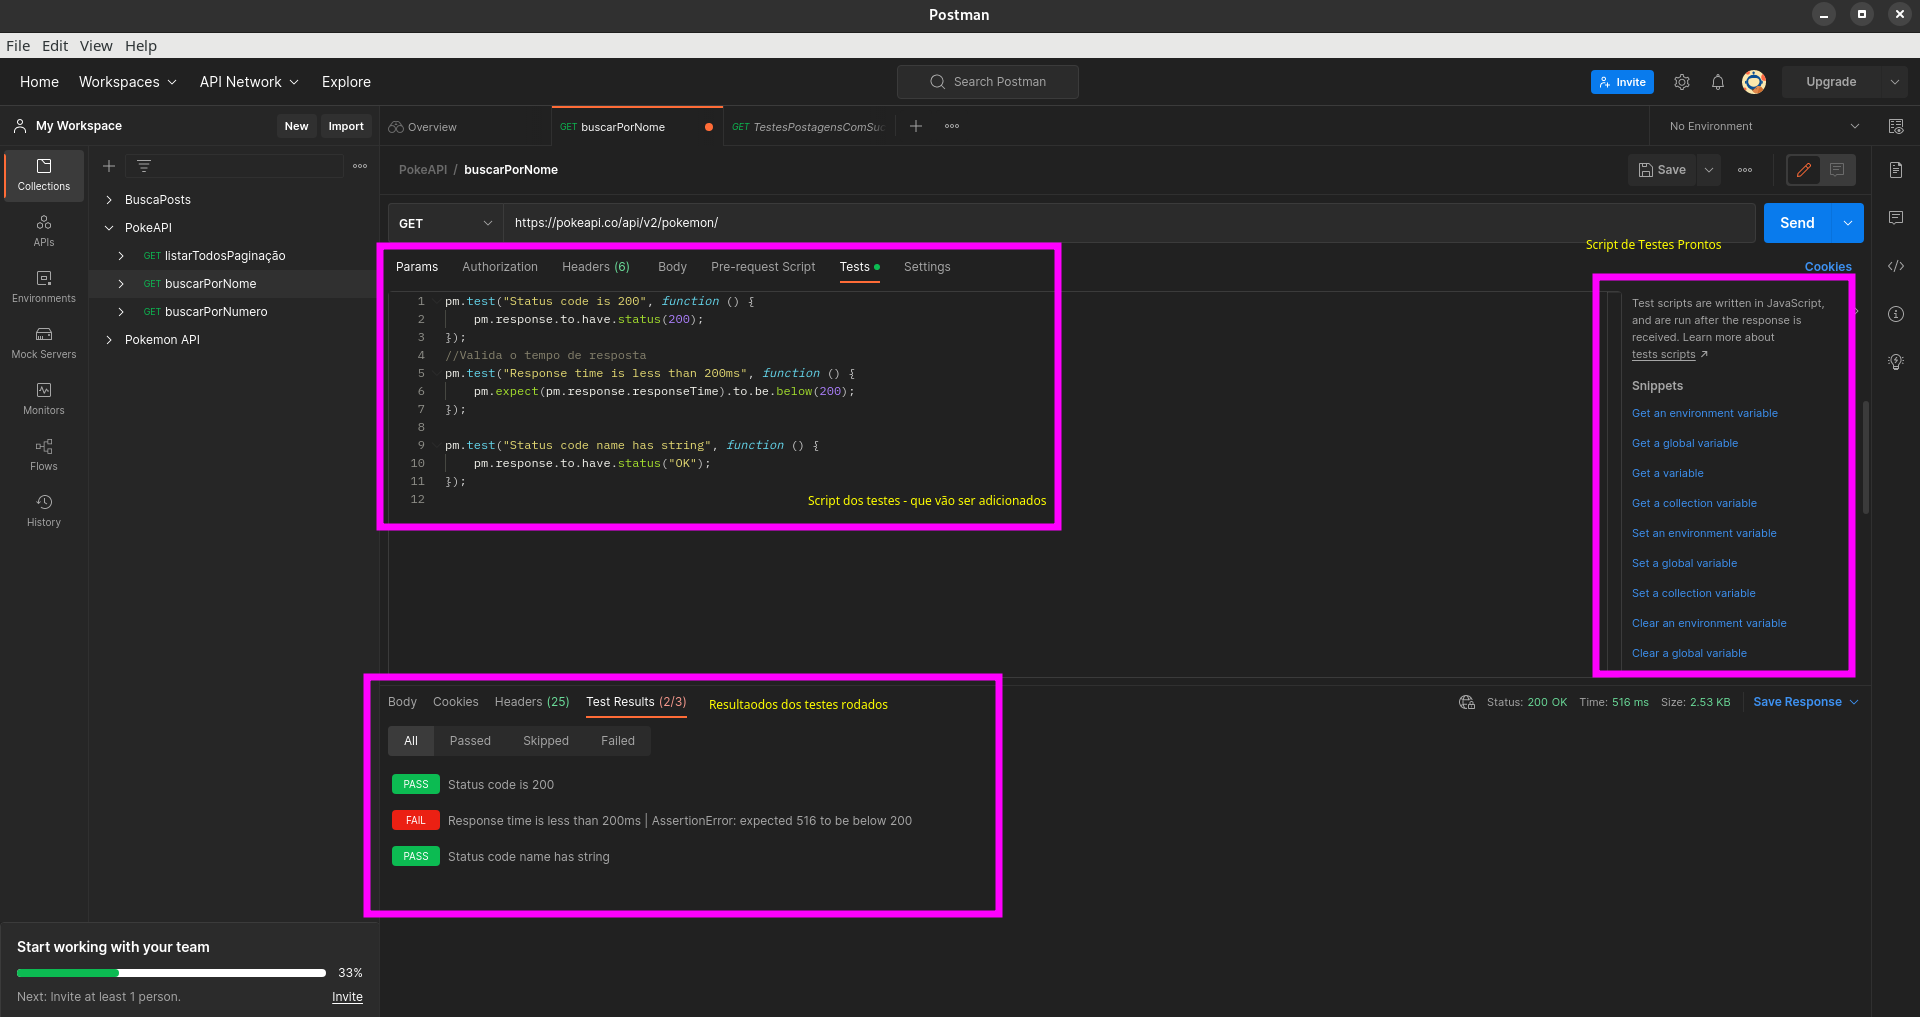 Postman
File Edit View Help
Home Workspaces API Network Explore
Search Postman
Invite
Upgrade
My Workspace
New Import
Overview
GET buscarPorNome
GET TestesPostagensComSuc
No Environment
Collections
APIs
Environments
Mock Servers
Monitors
Flows
History
BuscaPosts
PokeAPI
GET listarTodosPaginação
GET buscarPorNome
GET buscarPorNumero
Pokemon API
PokeAPI / buscarPorNome
Save
GET https://pokeapi.co/api/v2/pokemon/
Send
Script de Testes Prontos
Params Authorization Headers (6) Body Pre-request Script Tests Settings
Cookies
1 pm.test("Status code is 200", function () {
2 pm.response.to.have.status(200);
3 });
4 //Valida o tempo de resposta
5 pm.test("Response time is less than 200ms", function () {
6 pm.expect(pm.response.responseTime).to.be.below(200);
7 });
8
9 pm.test("Status code name has string", function () {
10 pm.response.to.have.status("OK");
11 });
12
Script dos testes - que vão ser adicionados
Test scripts are written in JavaScript,
and are run after the response is
received. Learn more about
tests scripts ↗
Snippets
Get an environment variable
Get a global variable
Get a variable
Get a collection variable
Set an environment variable
Set a global variable
Set a collection variable
Clear an environment variable
Clear a global variable
Body Cookies Headers (25) Test Results (2/3)
Resultaodos dos testes rodados
Status: 200 OK Time: 516 ms Size: 2.53 KB
Save Response
All Passed Skipped Failed
PASS Status code is 200
FAIL Response time is less than 200ms | AssertionError: expected 516 to be below 200
PASS Status code name has string
Start working with your team
33%
Next: Invite at least 1 person.
Invite